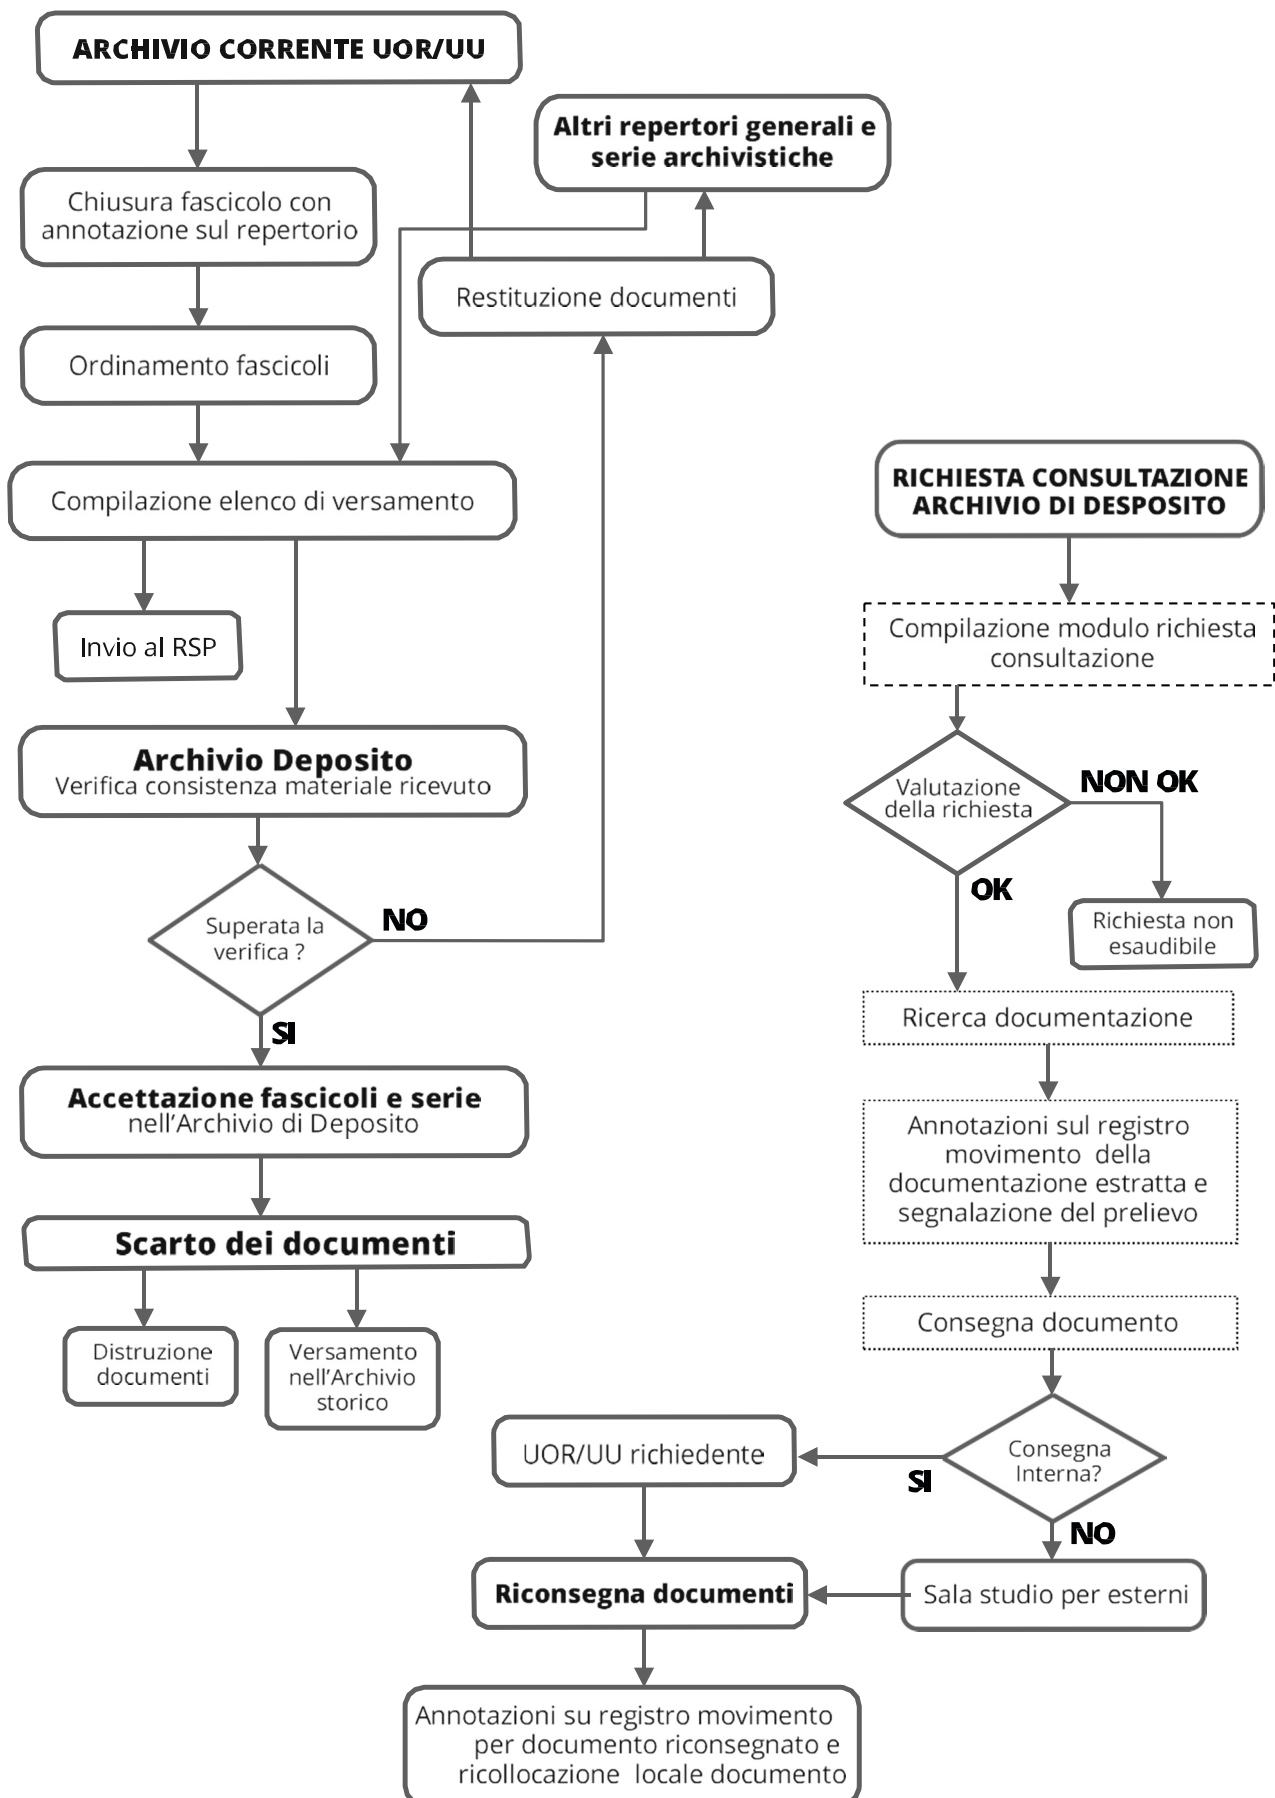 ARCHIVIO CORRENTE UOR/UU
Altri repertori generali e
serie archivistiche
Chiusura fascicolo con
annotazione sul repertorio
Restituzione documenti
Ordinamento fascicoli
Compilazione elenco di versamento
Invio al RSP
Archivio Deposito
Verifica consistenza materiale ricevuto
Superata la
verifica ?
NO
SI
Accettazione fascicoli e serie
nell'Archivio di Deposito
Scarto dei documenti
Distruzione
documenti
Versamento
nell'Archivio
storico
RICHIESTA CONSULTAZIONE
ARCHIVIO DI DESPOSITO
Compilazione modulo richiesta
consultazione
Valutazione
della richiesta
NON OK
OK
Richiesta non
esaudibile
Ricerca documentazione
Annotazioni sul registro
movimento della
documentazione estratta e
segnalazione del prelievo
Consegna documento
Consegna
Interna?
SI
NO
UOR/UU richiedente
Sala studio per esterni
Riconsegna documenti
Annotazioni su registro movimento
per documento riconsegnato e
ricollocazione locale documento